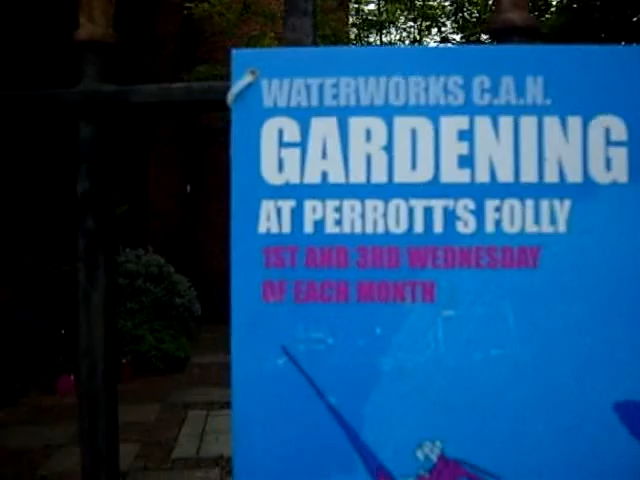 WATERWORKS C.A.N.
GARDENING
AT PERROTT'S FOLLY
1ST AND 3RD WEDNESDAY
OF EACH MONTH